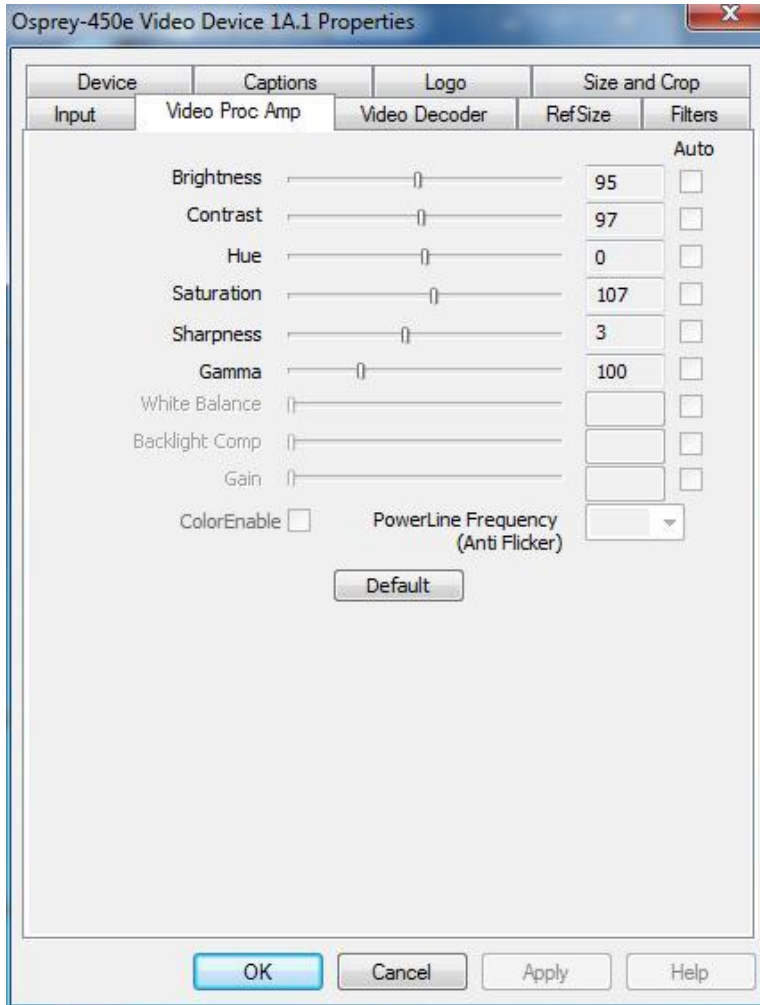 Osprey-450e Video Device 1A.1 Properties
X
Device Captions Logo Size and Crop
Input Video Proc Amp Video Decoder RefSize Filters
Auto
Brightness 95
Contrast 97
Hue 0
Saturation 107
Sharpness 3
Gamma 100
White Balance
Backlight Comp
Gain
ColorEnable PowerLine Frequency
(Anti Flicker)
Default
OK Cancel Apply Help